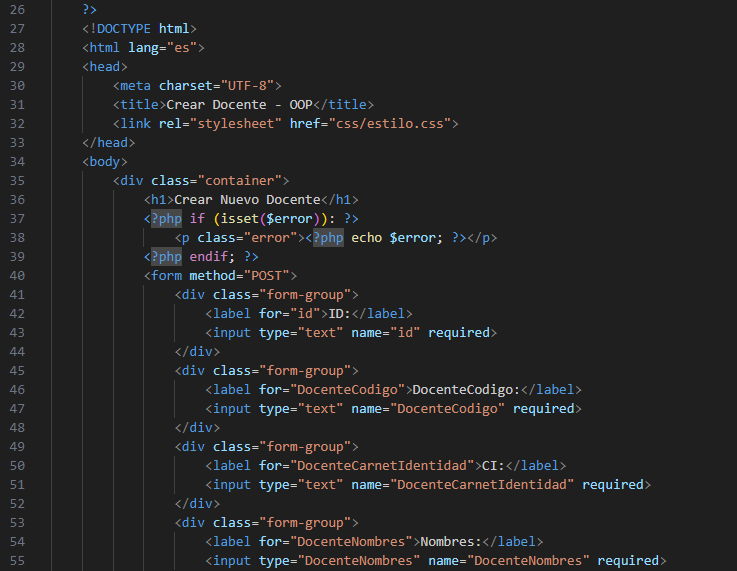 26 ?>
27 <!DOCTYPE html>
28 <html lang="es">
29 <head>
30 <meta charset="UTF-8">
31 <title>Crear Docente - OOP</title>
32 <link rel="stylesheet" href="css/estilo.css">
33 </head>
34 <body>
35 <div class="container">
36 <h1>Crear Nuevo Docente</h1>
37 <?php if (isset($error)): ?>
38 <p class="error"><?php echo $error; ?></p>
39 <?php endif; ?>
40 <form method="POST">
41 <div class="form-group">
42 <label for="id">ID:</label>
43 <input type="text" name="id" required>
44 </div>
45 <div class="form-group">
46 <label for="DocenteCodigo">DocenteCodigo:</label>
47 <input type="text" name="DocenteCodigo" required>
48 </div>
49 <div class="form-group">
50 <label for="DocenteCarnetIdentidad">CI:</label>
51 <input type="text" name="DocenteCarnetIdentidad" required>
52 </div>
53 <div class="form-group">
54 <label for="DocenteNombres">Nombres:</label>
55 <input type="DocenteNombres" name="DocenteNombres" required>